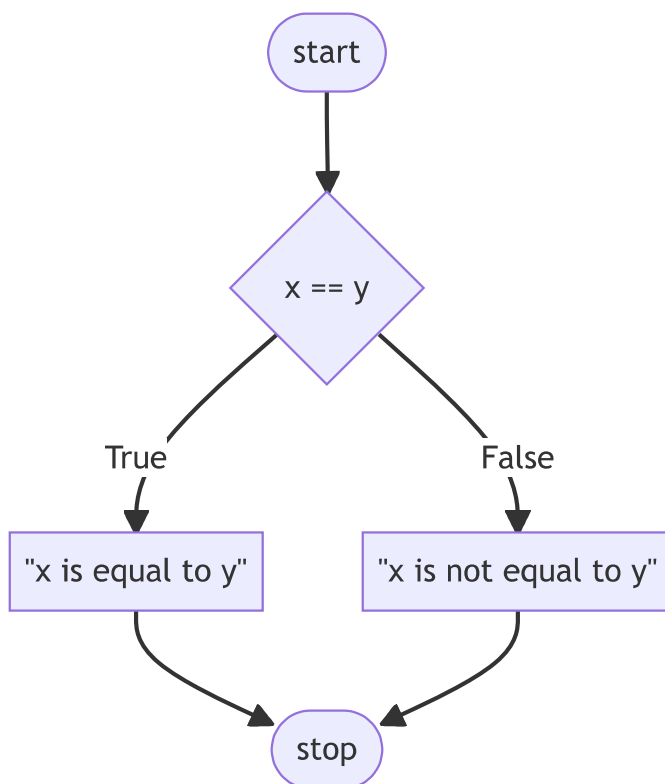 start
x == y
True
False
"x is equal to y"
"x is not equal to y"
stop